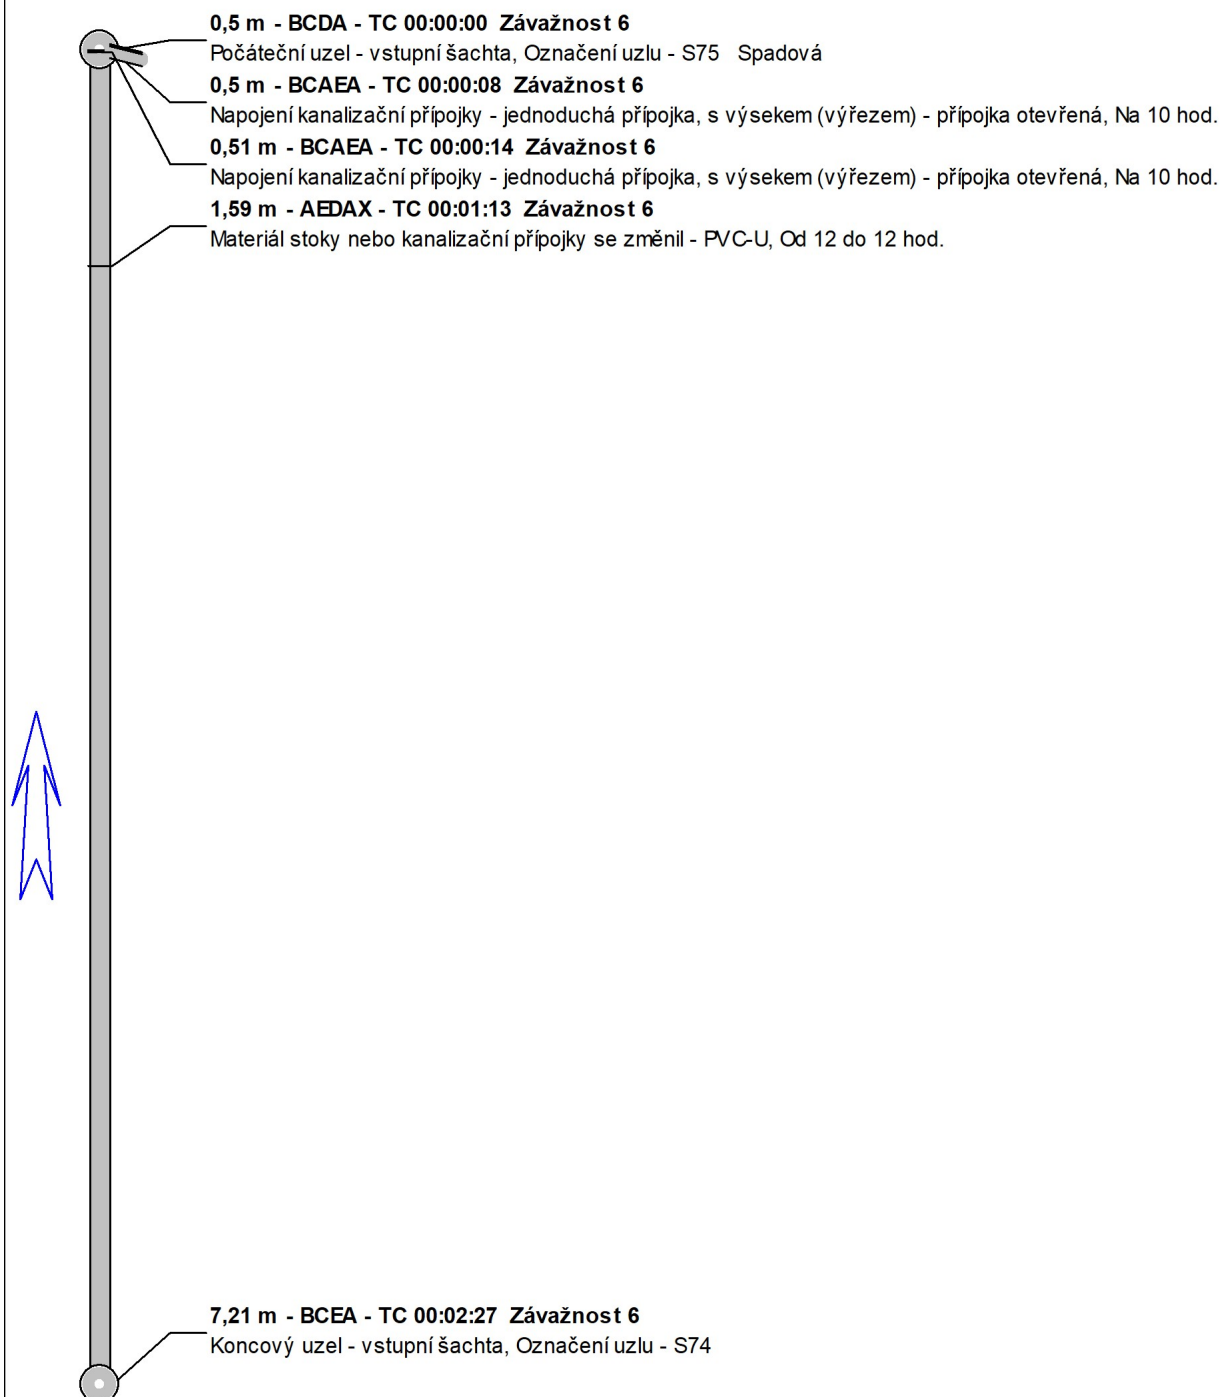 0,5 m - BCDA - TC 00:00:00 Závažnost 6
Počáteční uzel - vstupní šachta, Označení uzlu - S75 Spadová
0,5 m - BCAEA - TC 00:00:08 Závažnost 6
Napojení kanalizační přípojky - jednoduchá přípojka, s výsekem (výřezem) - přípojka otevřená, Na 10 hod.
0,51 m - BCAEA - TC 00:00:14 Závažnost 6
Napojení kanalizační přípojky - jednoduchá přípojka, s výsekem (výřezem) - přípojka otevřená, Na 10 hod.
1,59 m - AEDAX - TC 00:01:13 Závažnost 6
Materiál stoky nebo kanalizační přípojky se změnil - PVC-U, Od 12 do 12 hod.
7,21 m - BCEA - TC 00:02:27 Závažnost 6
Koncový uzel - vstupní šachta, Označení uzlu - S74